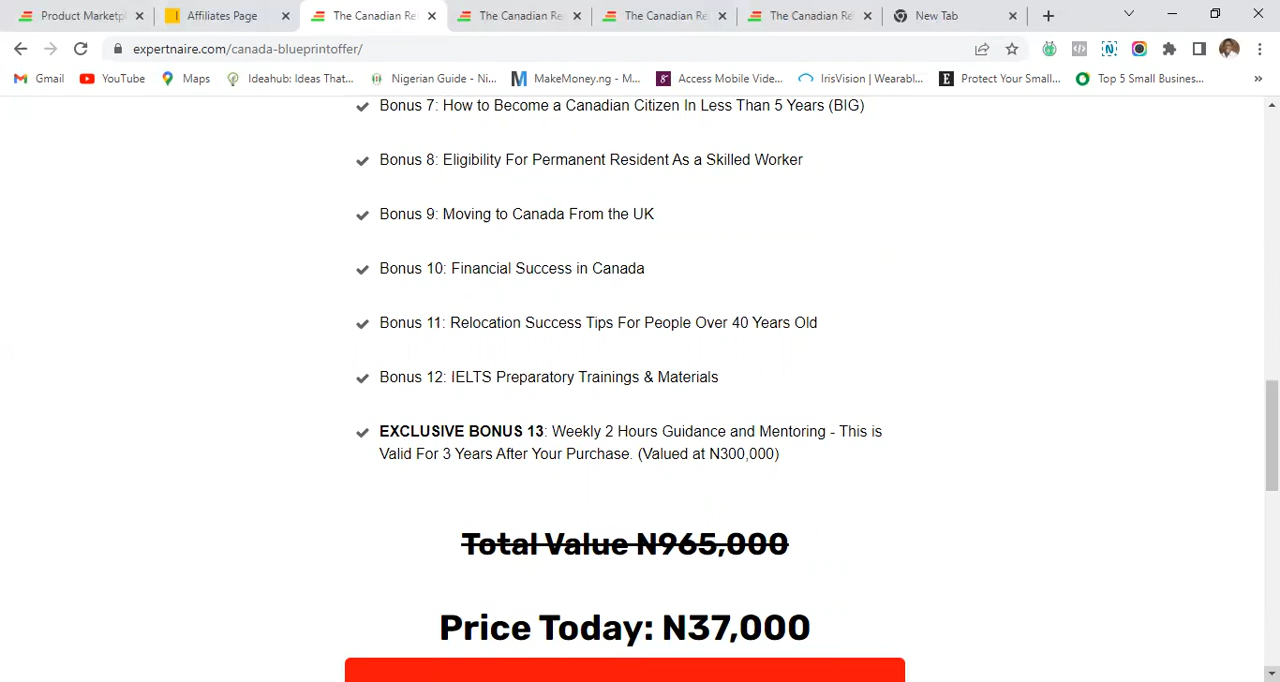 Product Marketpl
Affiliates Page
The Canadian Re
The Canadian Re
The Canadian Re
The Canadian Re
New Tab
expertnaire.com/canada-blueprintoffer/
Gmail
YouTube
Maps
Ideahub: Ideas That...
Nigerian Guide - Ni...
MakeMoney.ng - M...
Access Mobile Vide...
IrisVision | Wearabl...
Protect Your Small...
Top 5 Small Busines...
Bonus 7: How to Become a Canadian Citizen In Less Than 5 Years (BIG)
Bonus 8: Eligibility For Permanent Resident As a Skilled Worker
Bonus 9: Moving to Canada From the UK
Bonus 10: Financial Success in Canada
Bonus 11: Relocation Success Tips For People Over 40 Years Old
Bonus 12: IELTS Preparatory Trainings & Materials
EXCLUSIVE BONUS 13: Weekly 2 Hours Guidance and Mentoring - This is
Valid For 3 Years After Your Purchase. (Valued at N300,000)
Total Value N965,000
Price Today: N37,000